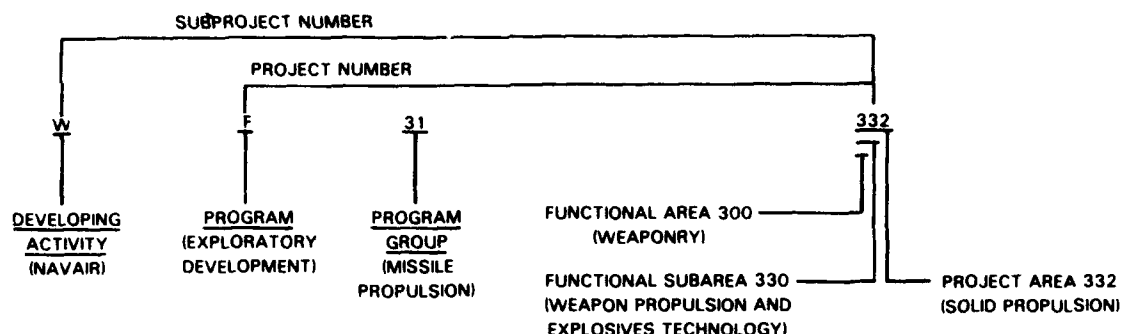 SUBPROJECT NUMBER
PROJECT NUMBER
W
F
31
332
DEVELOPING
ACTIVITY
(NAVAIR)
PROGRAM
(EXPLORATORY
DEVELOPMENT)
PROGRAM
GROUP
(MISSILE
PROPULSION)
FUNCTIONAL AREA 300
(WEAPONRY)
FUNCTIONAL SUBAREA 330
(WEAPON PROPULSION AND
EXPLOSIVES TECHNOLOGY)
PROJECT AREA 332
(SOLID PROPULSION)